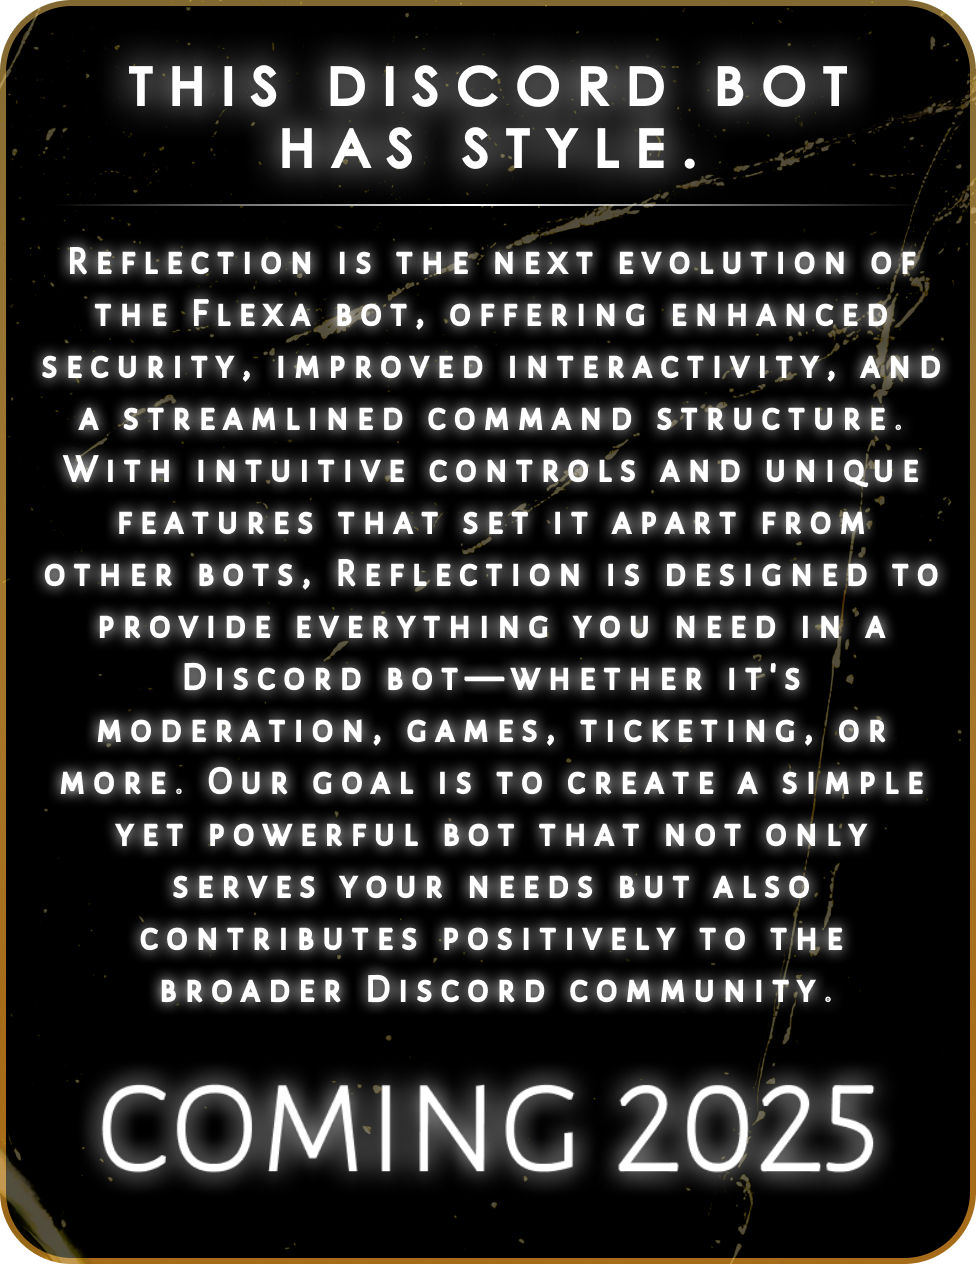 THIS DISCORD BOT
HAS STYLE.
Reflection is the next evolution of
the Flexa bot, offering enhanced
security, improved interactivity, and
a streamlined command structure.
With intuitive controls and unique
features that set it apart from
other bots, Reflection is designed to
provide everything you need in a
Discord bot—whether it's
moderation, games, ticketing, or
more. Our goal is to create a simple
yet powerful bot that not only
serves your needs but also
contributes positively to the
broader Discord community.
COMING 2025